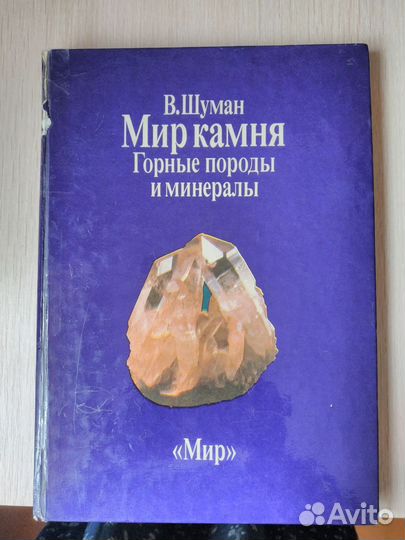 В.Шуман
Мир камня
Горные породы
и минералы
«Мир»
Avito